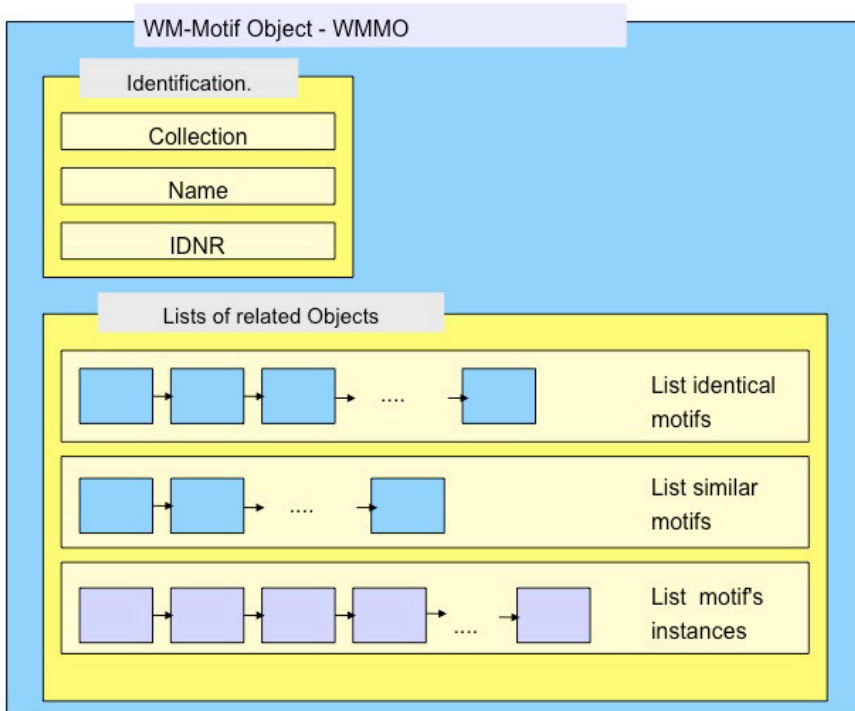 WM-Motif Object - WMMO
Identification.
Collection
Name
IDNR
Lists of related Objects
....
List identical
motifs
....
List similar
motifs
....
List motif's
instances